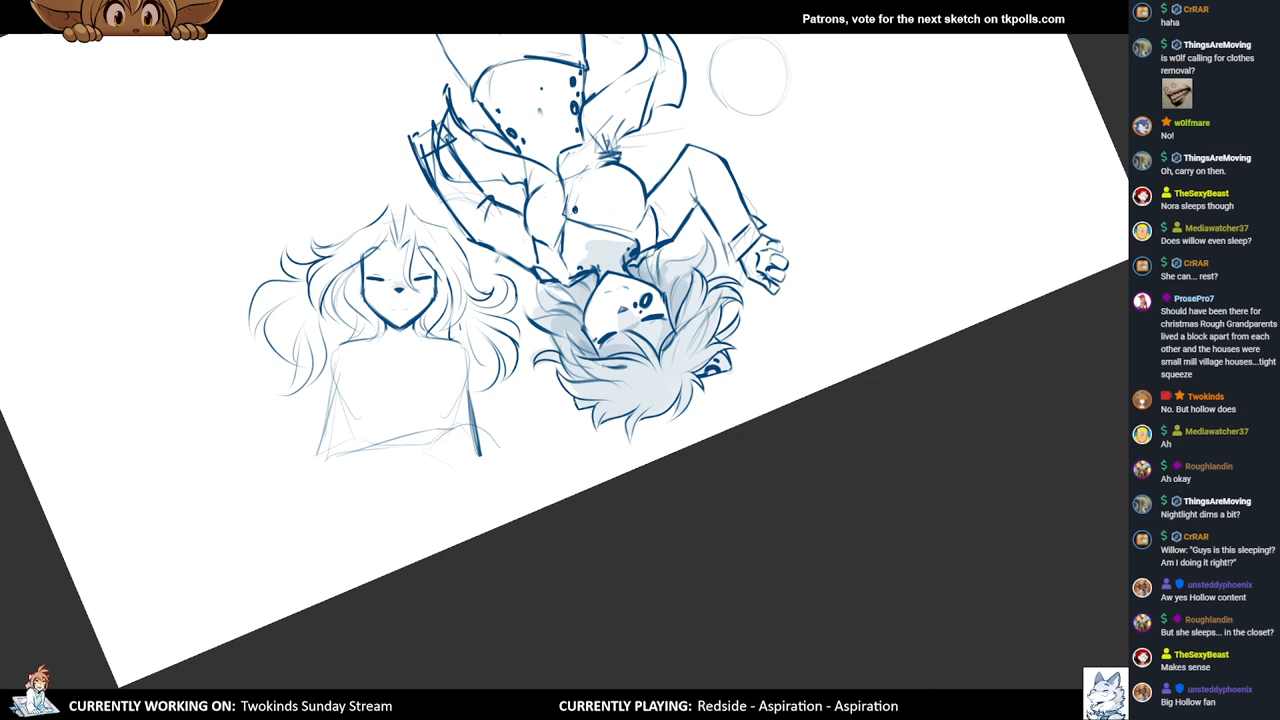 Patrons, vote for the next sketch on tkpolls.com
CrRAR
haha
ThingsAreMoving
is w0lf calling for clothes
removal?
w0lfmare
No!
ThingsAreMoving
Oh, carry on then.
TheSexyBeast
Nora sleeps though
Mediawatcher37
Does willow even sleep?
CrRAR
She can... rest?
ProsePro7
Should have been there for
christmas Rough Grandparents
lived a block apart from each
other and the houses were
small mill village houses...tight
squeeze
Twokinds
No. But hollow does
Mediawatcher37
Ah
Roughlandin
Ah okay
ThingsAreMoving
Nightlight dims a bit?
CrRAR
Willow: "Guys is this sleeping!?
Am I doing it right!?"
unsteddyphoenix
Aw yes Hollow content
Roughlandin
But she sleeps... in the closet?
TheSexyBeast
Makes sense
unsteddyphoenix
Big Hollow fan
CURRENTLY WORKING ON: Twokinds Sunday Stream
CURRENTLY PLAYING: Redside - Aspiration - Aspiration